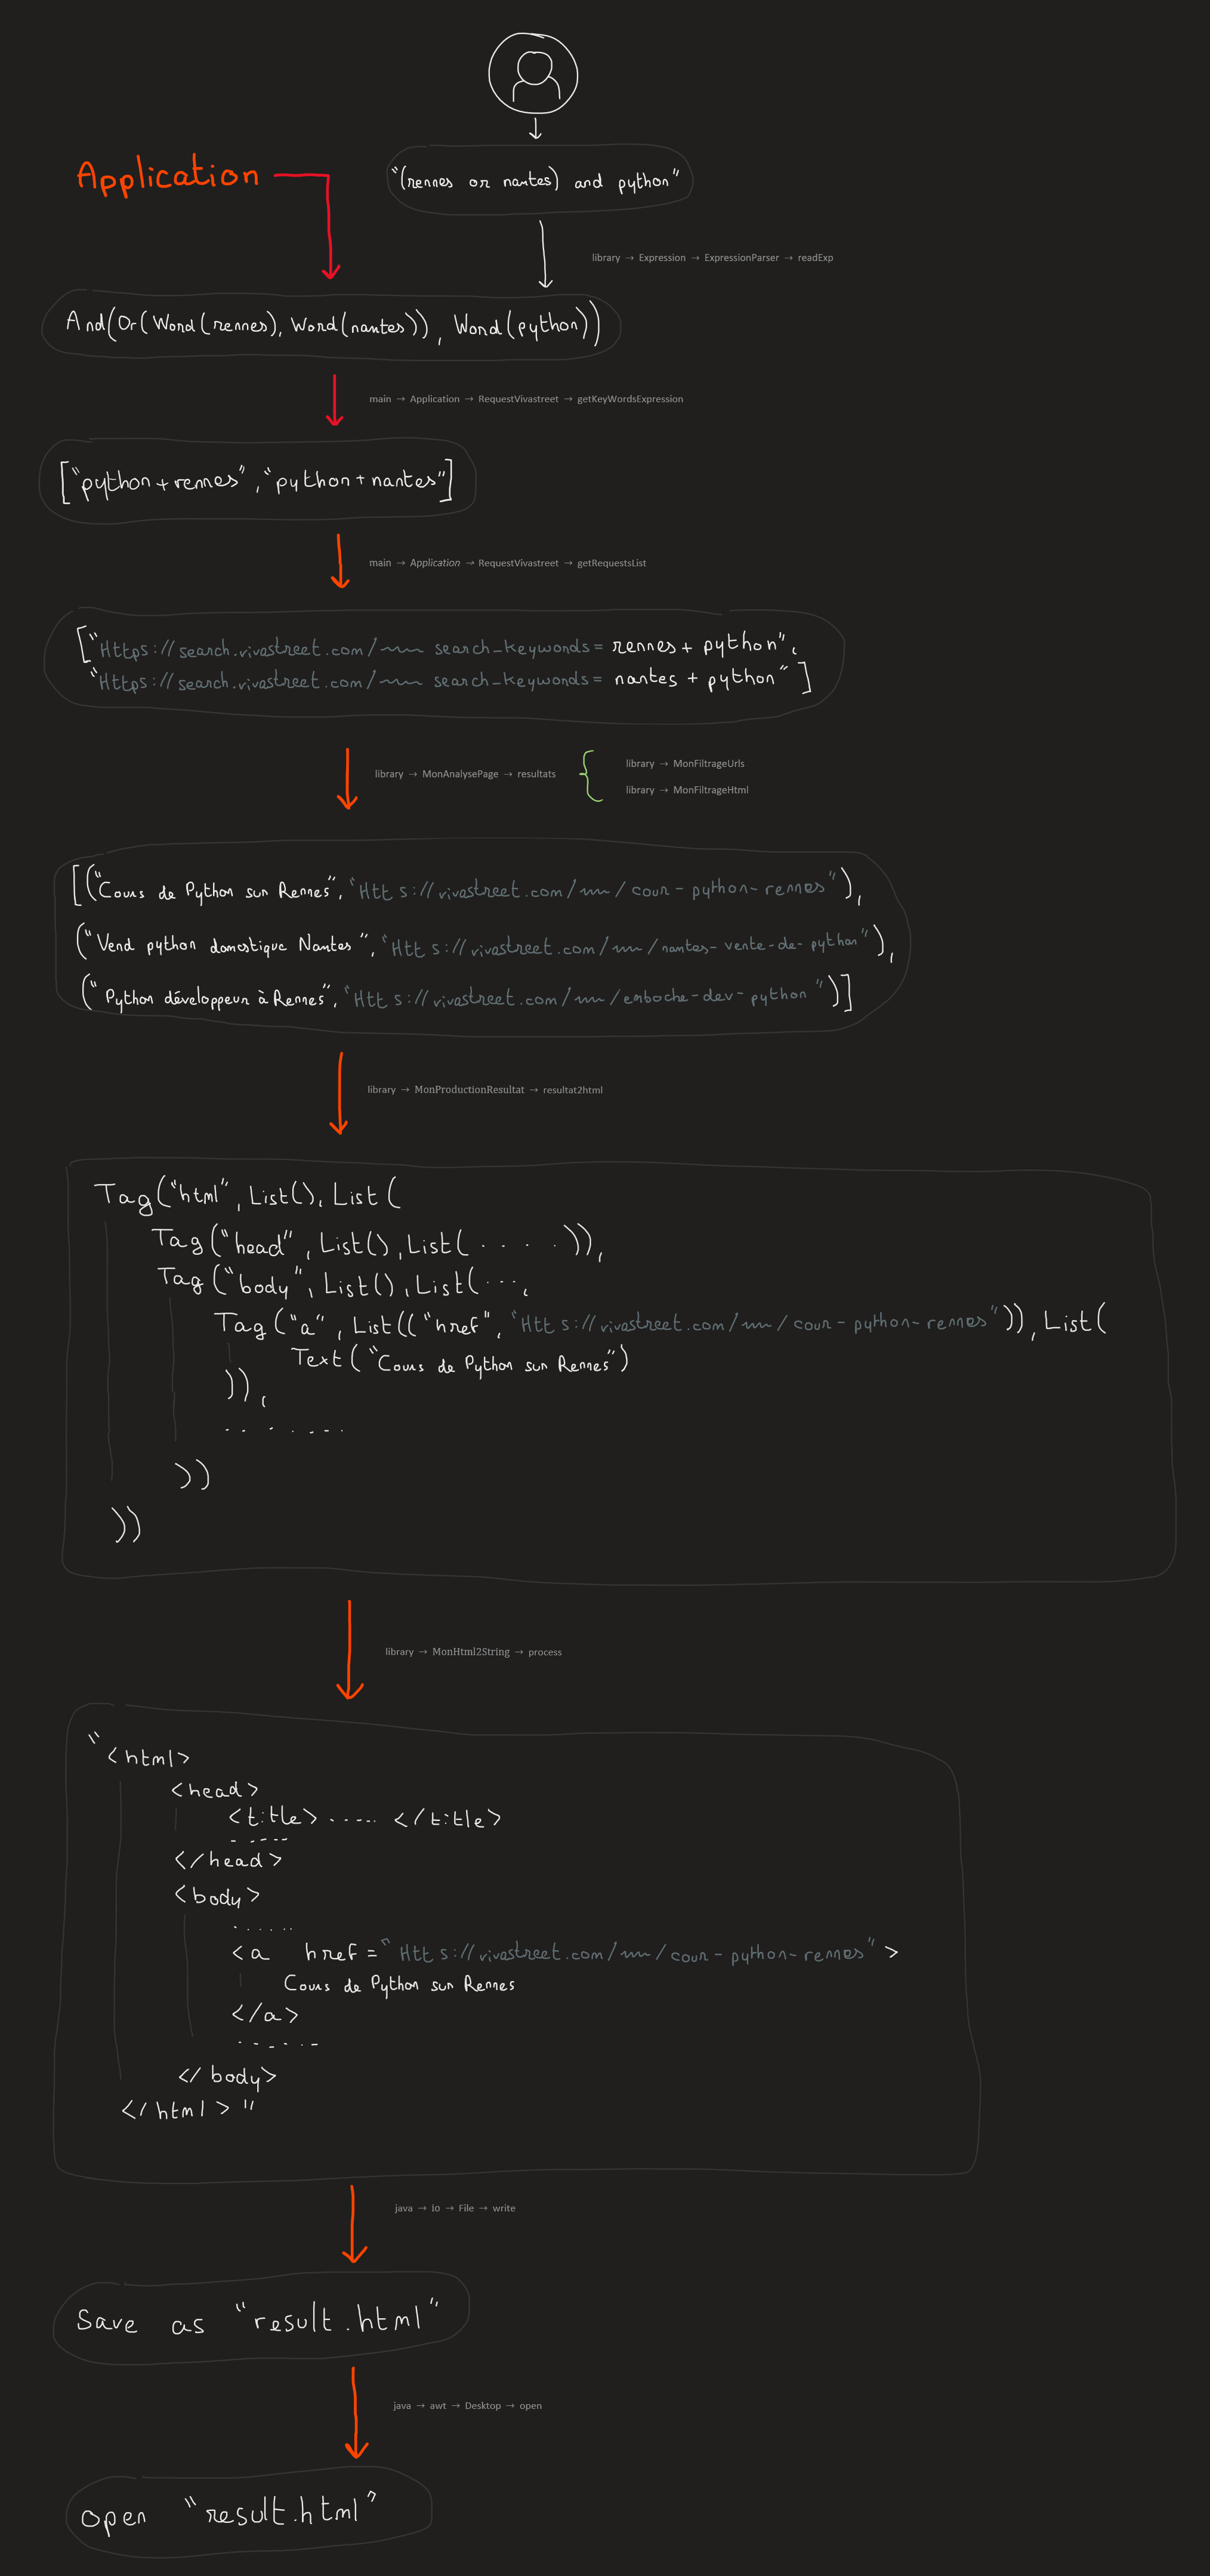 Application
"(rennes or nantes) and python"
library → Expression → ExpressionParser → readExp
And(Or(Word(rennes), Word(nantes)), Word(python))
main → Application → RequestVivastreet → getKeyWordsExpression
["python+rennes", "python+nantes"]
main → Application → RequestVivastreet → getRequestsList
["Https://search.vivastreet.com/ search_keywords= rennes + python",
"Https://search.vivastreet.com/ search_keywords= nantes + python"]
library → MonAnalysePage → resultats
library → MonFiltrageUrls
library → MonFiltrageHtml
[("Cours de Python sur Rennes", "Htt s://vivastreet.com/ /cour-python-rennes"),
("Vend python domestique Nantes", "Htt s://vivastreet.com/ /nantes-vente-de-python"),
("Python développeur à Rennes", "Htt s://vivastreet.com/ /emboche-dev-python")]
library → MonProductionResultat → resultat2html
Tag("html", List(), List(
Tag("head", List(), List( . . . . )),
Tag("body", List(), List(...,
Tag("a", List(("href", "Htt s://vivastreet.com/ /cour-python-rennes")), List(
Text("Cours de Python sur Rennes")
)),
. . . . . . . .
))
))
library → MonHtml2String → process
"<html>
<head>
<title> ..... </title>
- - - - -
</head>
<body>
. . . . . .
<a href="Htt s://vivastreet.com/ /cour-python-rennes">
Cours de Python sur Rennes
</a>
. . . . . .
</body>
</html>"
java → io → File → write
Save as "result.html"
java → awt → Desktop → open
open "result.html"